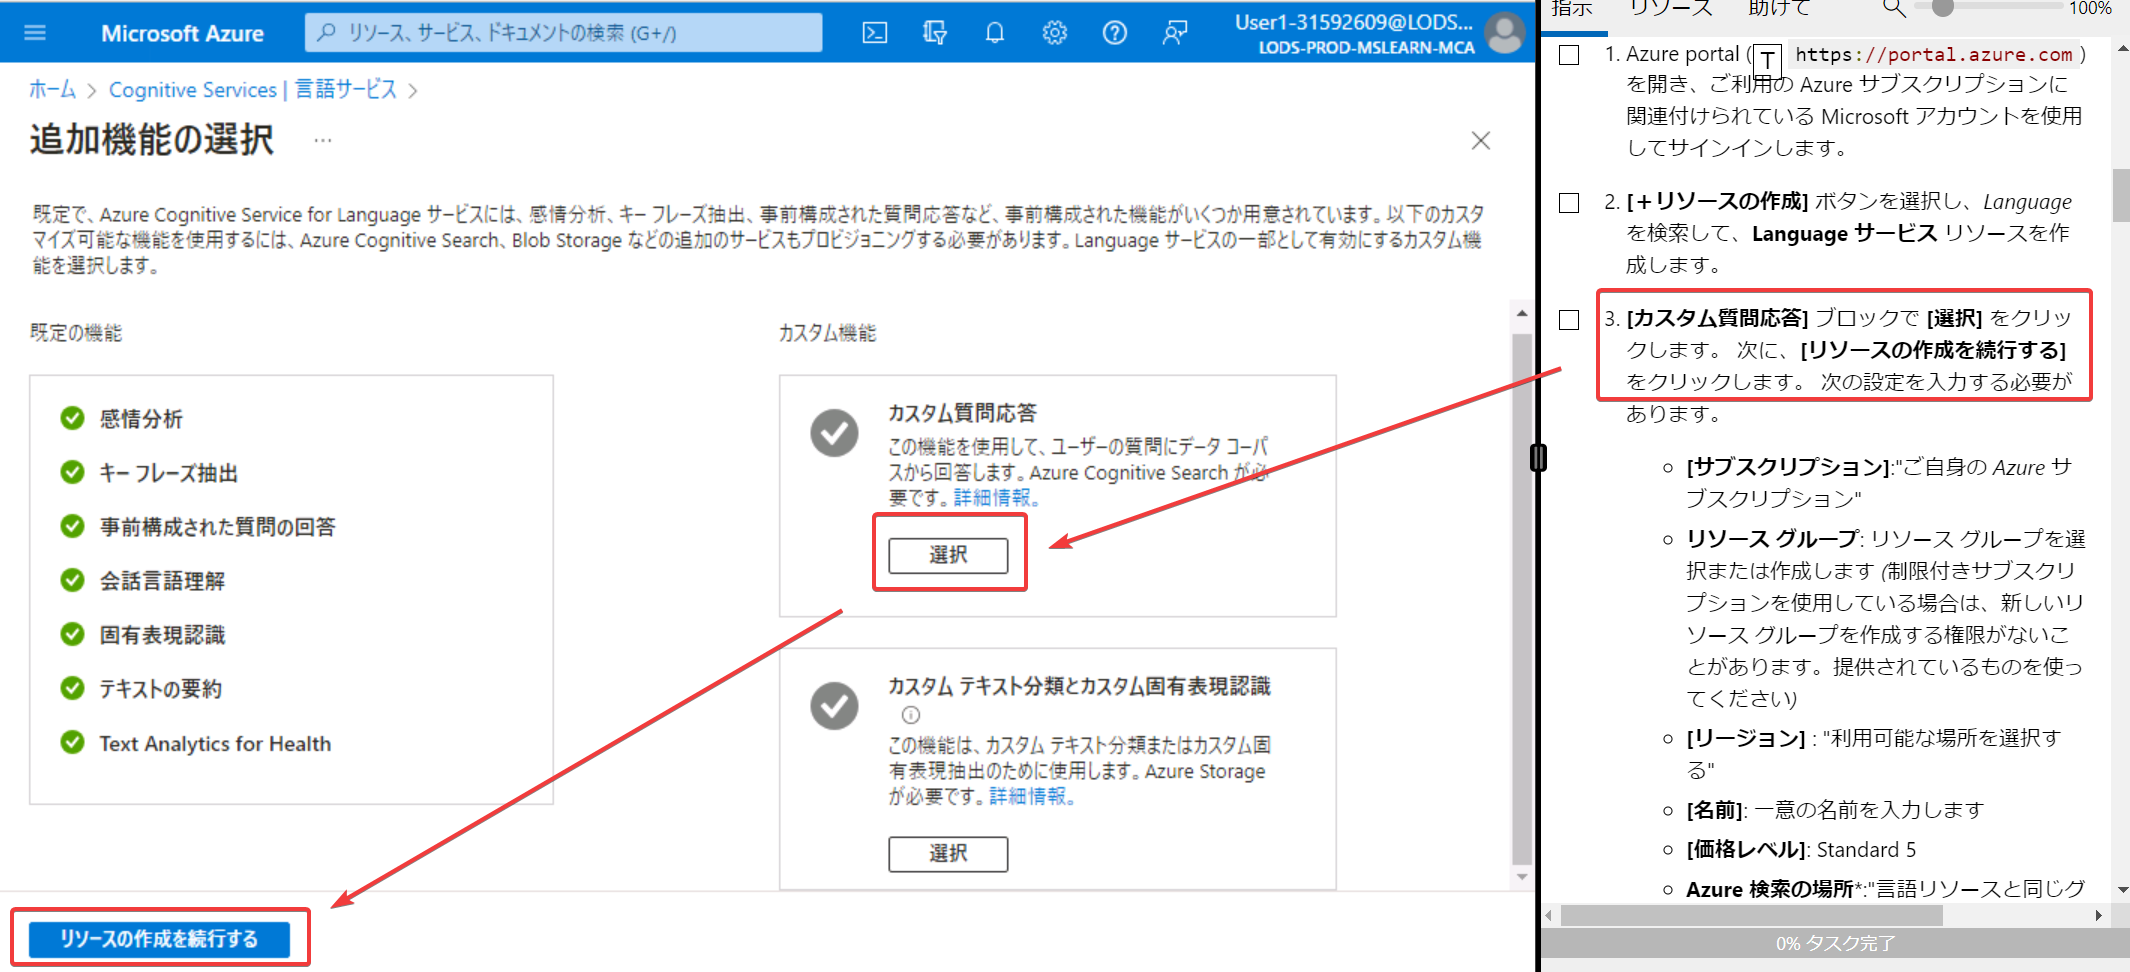 Microsoft Azure
リソース、サービス、ドキュメントの検索 (G+/)
User1-31592609@LODS...
LODS-PROD-MSLEARN-MCA
ホーム > Cognitive Services | 言語サービス >
追加機能の選択 ...
既定で、Azure Cognitive Service for Language サービスには、感情分析、キー フレーズ抽出、事前構成された質問応答など、事前構成された機能がいくつか用意されています。以下のカスタ
マイズ可能な機能を使用するには、Azure Cognitive Search、Blob Storage などの追加のサービスもプロビジョニングする必要があります。Language サービスの一部として有効にするカスタム機
能を選択します。
既定の機能
感情分析
キー フレーズ抽出
事前構成された質問の回答
会話言語理解
固有表現認識
テキストの要約
Text Analytics for Health
カスタム機能
カスタム質問応答
この機能を使用して、ユーザーの質問にデータ コーパ
スから回答します。Azure Cognitive Search が必
要です。詳細情報。
選択
カスタム テキスト分類とカスタム固有表現認識
この機能は、カスタム テキスト分類またはカスタム固
有表現抽出のために使用します。Azure Storage
が必要です。詳細情報。
選択
リソースの作成を続行する
指示 リソース 助けて 100%
1. Azure portal ( T https://portal.azure.com )
を開き、ご利用の Azure サブスクリプションに
関連付けられている Microsoft アカウントを使用
してサインインします。
2. [＋リソースの作成] ボタンを選択し、Language
を検索して、Language サービス リソースを作
成します。
3. [カスタム質問応答] ブロックで [選択] をクリッ
クします。 次に、[リソースの作成を続行する]
をクリックします。 次の設定を入力する必要が
あります。
[サブスクリプション]:"ご自身の Azure サ
ブスクリプション"
リソース グループ: リソース グループを選
択または作成します (制限付きサブスクリ
プションを使用している場合は、新しいリ
ソース グループを作成する権限がないこ
とがあります。提供されているものを使っ
てください)
[リージョン] : "利用可能な場所を選択す
る"
[名前]: 一意の名前を入力します
[価格レベル]: Standard 5
Azure 検索の場所*:"言語リソースと同じグ
0% タスク完了